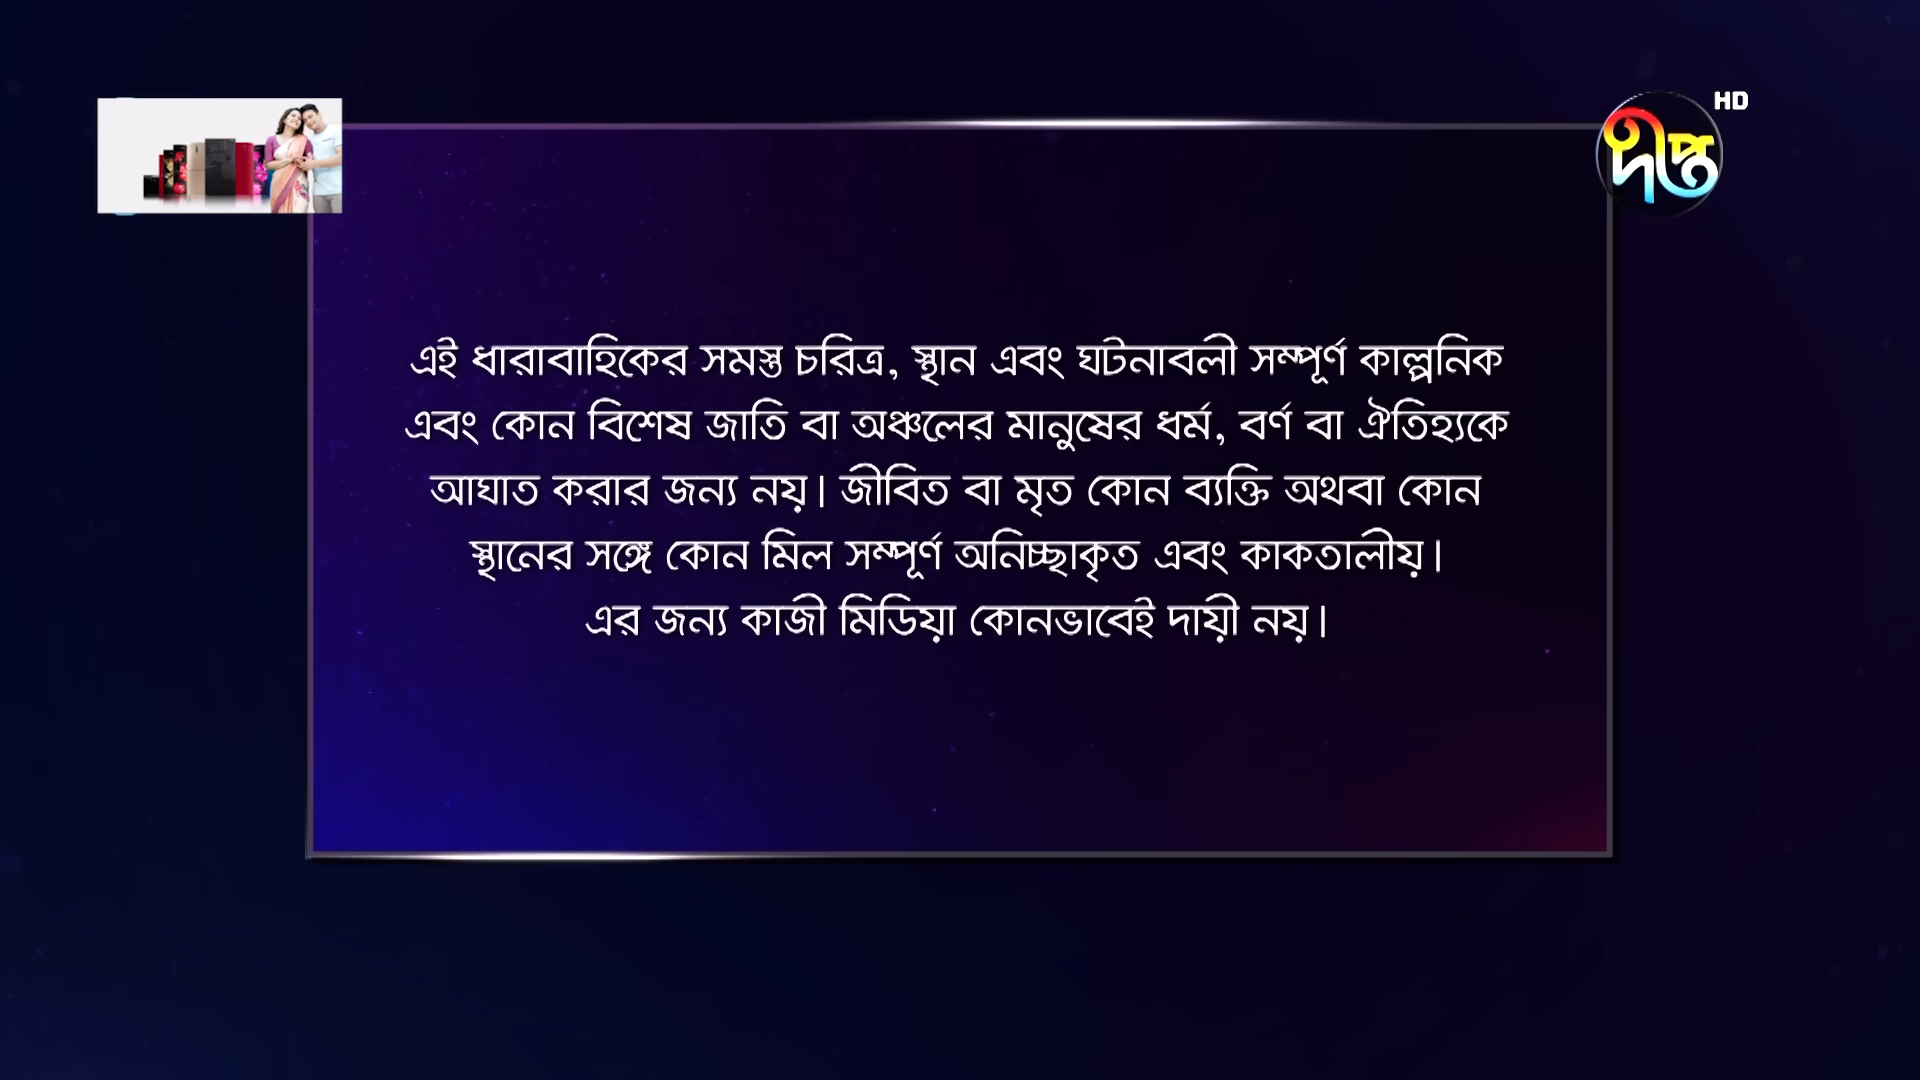 দীপ্ত
HD
এই ধারাবাহিকের সমস্ত চরিত্র, স্থান এবং ঘটনাবলী সম্পূর্ণ কাল্পনিক
এবং কোন বিশেষ জাতি বা অঞ্চলের মানুষের ধর্ম, বর্ণ বা ঐতিহ্যকে
আঘাত করার জন্য নয়। জীবিত বা মৃত কোন ব্যক্তি অথবা কোন
স্থানের সঙ্গে কোন মিল সম্পূর্ণ অনিচ্ছাকৃত এবং কাকতালীয়।
এর জন্য কাজী মিডিয়া কোনভাবেই দায়ী নয়।